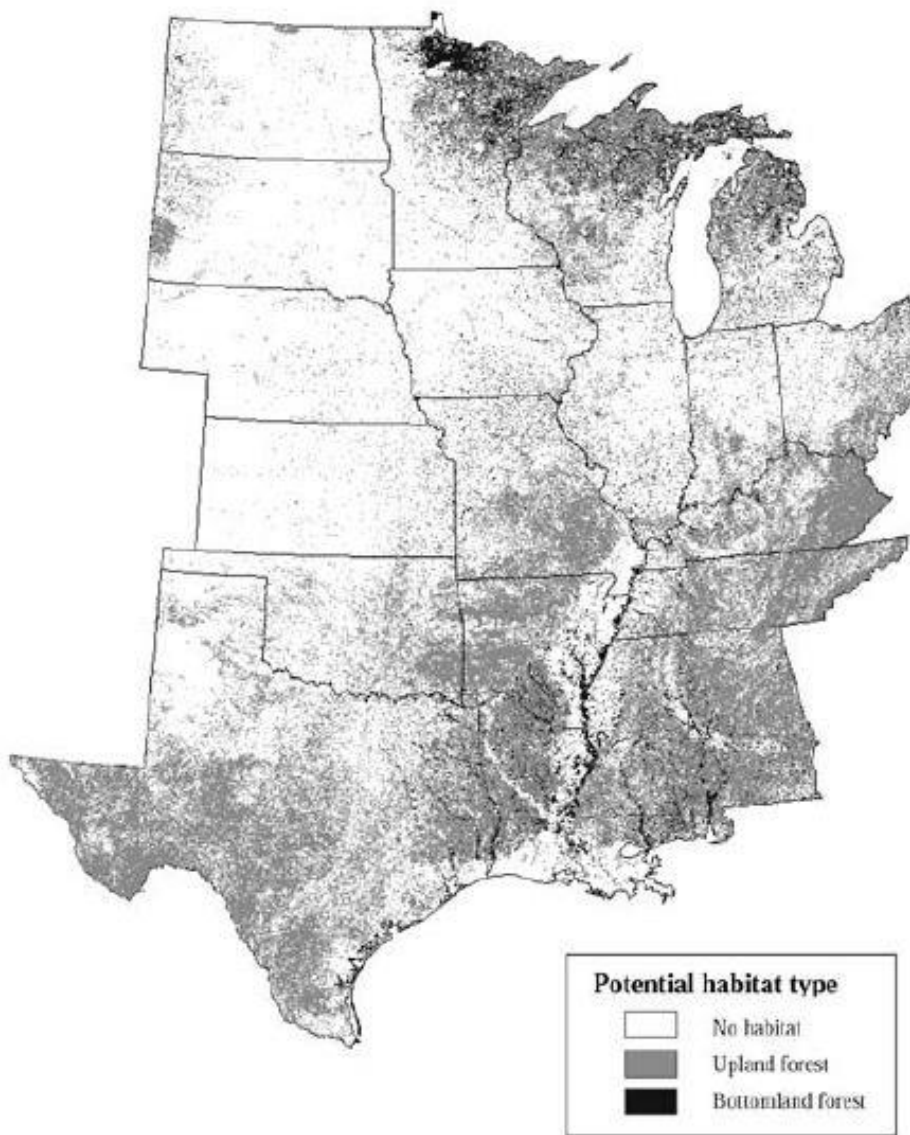 Potential habitat type
No habitat
Upland forest
Bottomland forest